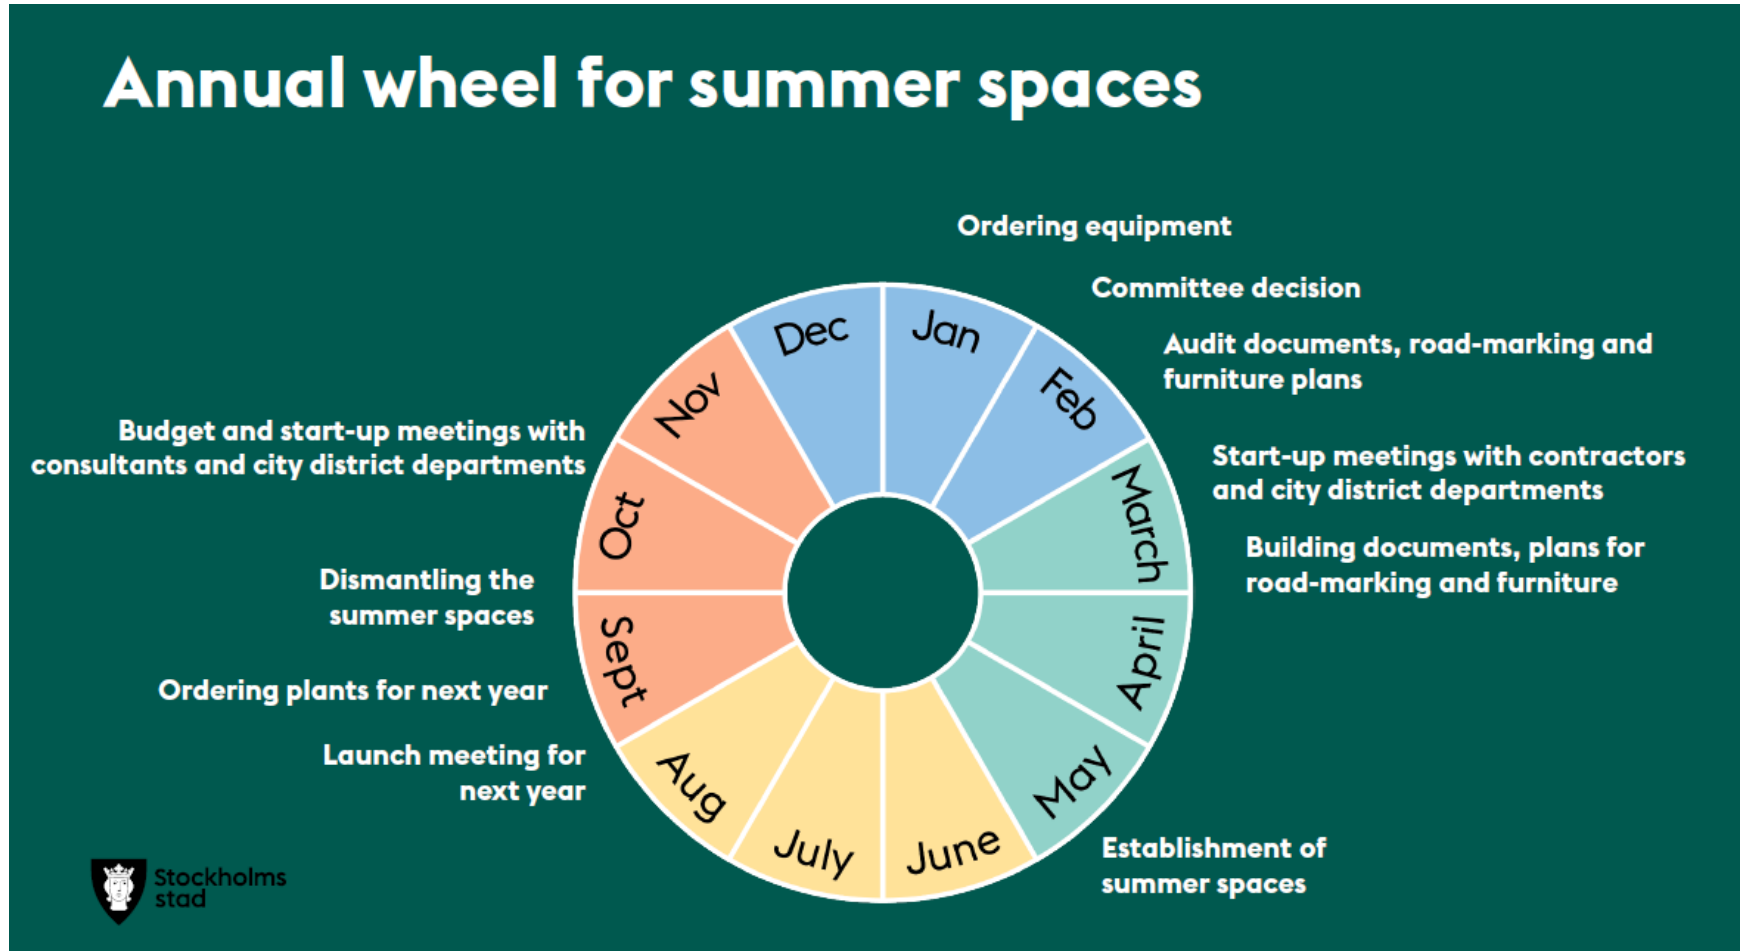 Annual wheel for summer spaces
Ordering equipment
Committee decision
Audit documents, road-marking and
furniture plans
Start-up meetings with contractors
and city district departments
Building documents, plans for
road-marking and furniture
Establishment of
summer spaces
Launch meeting for
next year
Ordering plants for next year
Dismantling the
summer spaces
Budget and start-up meetings with
consultants and city district departments
Jan
Feb
March
April
May
June
July
Aug
Sept
Oct
Nov
Dec
Stockholms
stad